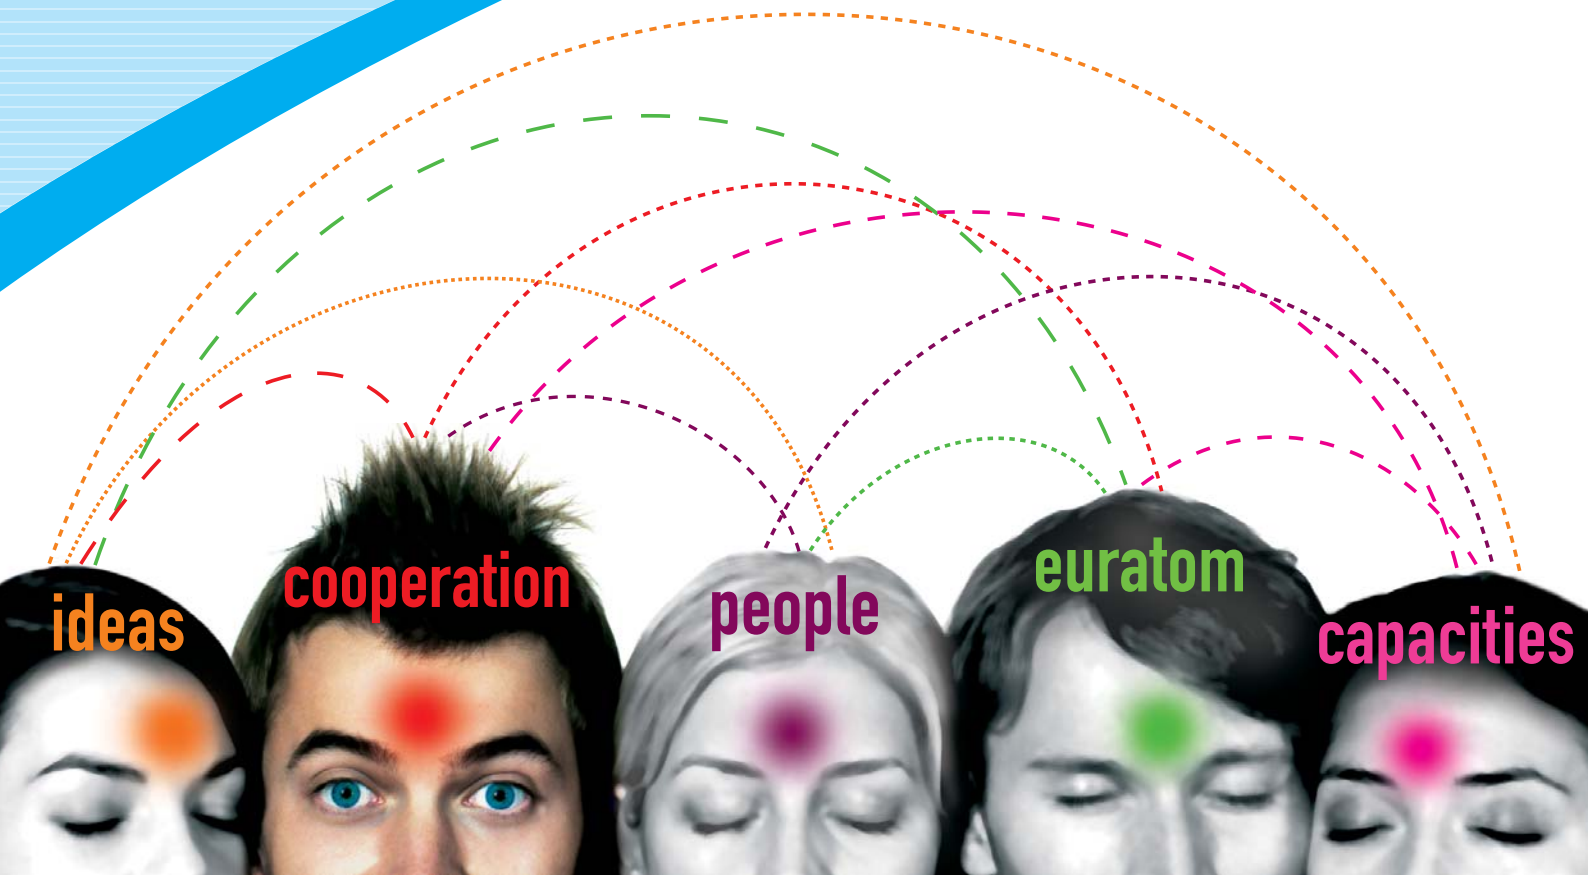 ideas
cooperation
people
euratom
capacities